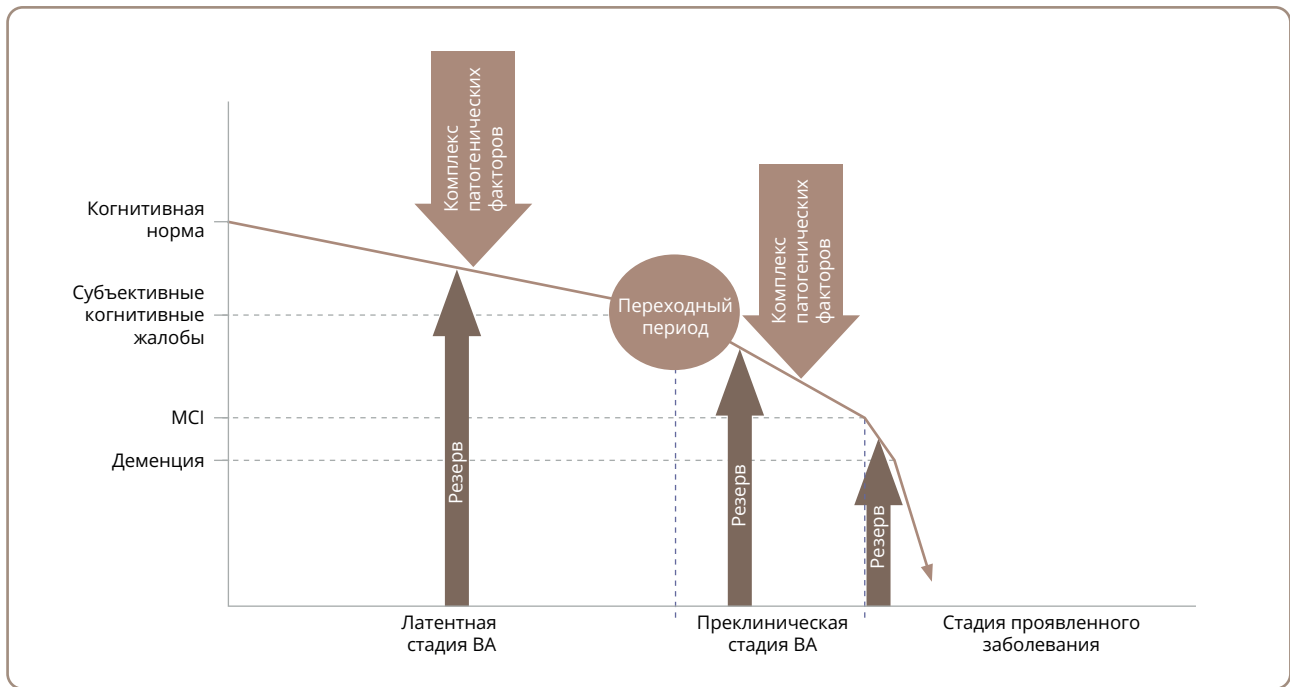 Комплекс
патогенических
факторов
Комплекс
патогенических
факторов
Когнитивная
норма
Субъективные
когнитивные
жалобы
Переходный
период
MCI
Деменция
Резерв
Резерв
Резерв
Латентная
стадия ВА
Преклиническая
стадия ВА
Стадия проявленного
заболевания